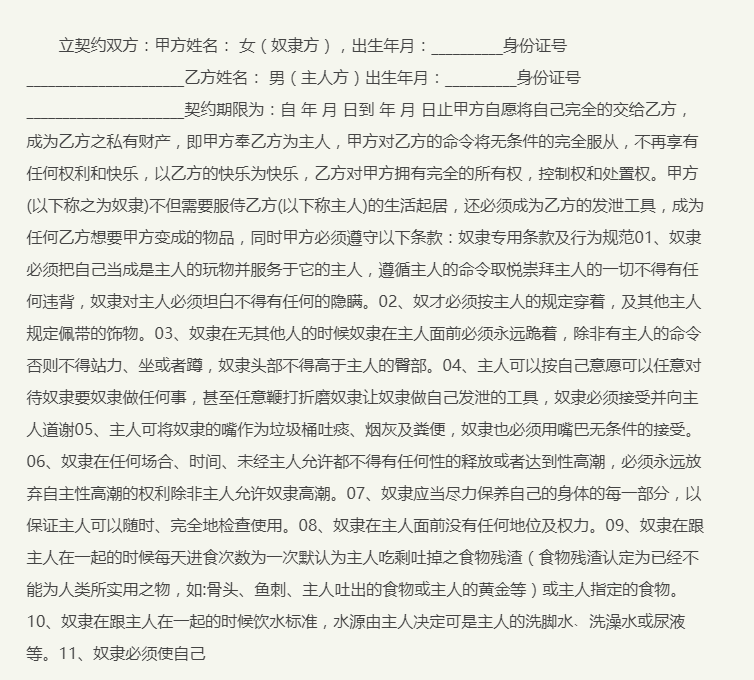 立契约双方：甲方姓名： 女（奴隶方），出生年月：__________身份证号
______________________乙方姓名： 男（主人方）出生年月：__________身份证号
______________________契约期限为：自 年 月 日到 年 月 日止甲方自愿将自己完全的交给乙方，
成为乙方之私有财产，即甲方奉乙方为主人，甲方对乙方的命令将无条件的完全服从，不再享有
任何权利和快乐，以乙方的快乐为快乐，乙方对甲方拥有完全的所有权，控制权和处置权。甲方
(以下称之为奴隶)不但需要服侍乙方(以下称主人)的生活起居，还必须成为乙方的发泄工具，成为
任何乙方想要甲方变成的物品，同时甲方必须遵守以下条款：奴隶专用条款及行为规范01、奴隶
必须把自己当成是主人的玩物并服务于它的主人，遵循主人的命令取悦崇拜主人的一切不得有任
何违背，奴隶对主人必须坦白不得有任何的隐瞒。02、奴才必须按主人的规定穿着，及其他主人
规定佩带的饰物。03、奴隶在无其他人的时候奴隶在主人面前必须永远跪着，除非有主人的命令
否则不得站力、坐或者蹲，奴隶头部不得高于主人的臀部。04、主人可以按自己意愿可以任意对
待奴隶要奴隶做任何事，甚至任意鞭打折磨奴隶让奴隶做自己发泄的工具，奴隶必须接受并向主
人道谢05、主人可将奴隶的嘴作为垃圾桶吐痰、烟灰及粪便，奴隶也必须用嘴巴无条件的接受。
06、奴隶在任何场合、时间、未经主人允许都不得有任何性的释放或者达到性高潮，必须永远放
弃自主性高潮的权利除非主人允许奴隶高潮。07、奴隶应当尽力保养自己的身体的每一部分，以
保证主人可以随时、完全地检查使用。08、奴隶在主人面前没有任何地位及权力。09、奴隶在跟
主人在一起的时候每天进食次数为一次默认为主人吃剩吐掉之食物残渣（食物残渣认定为已经不
能为人类所实用之物，如:骨头、鱼刺、主人吐出的食物或主人的黄金等）或主人指定的食物。
10、奴隶在跟主人在一起的时候饮水标准，水源由主人决定可是主人的洗脚水、洗澡水或尿液
等。11、奴隶必须使自己